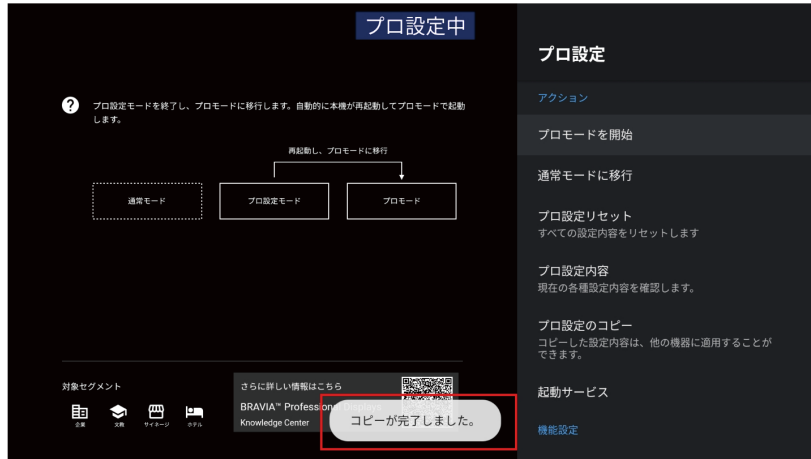 プロ設定中
プロ設定モードを終了し、プロモードに移行します。自動的に本機が再起動してプロモードで起動
します。
再起動し、プロモードに移行
通常モード
プロ設定モード
プロモード
対象セグメント
企業
文教
サイネージ
ホテル
さらに詳しい情報はこちら
BRAVIA™ Professional Displays
Knowledge Center
コピーが完了しました。
プロ設定
アクション
プロモードを開始
通常モードに移行
プロ設定リセット
すべての設定内容をリセットします
プロ設定内容
現在の各種設定内容を確認します。
プロ設定のコピー
コピーした設定内容は、他の機器に適用することが
できます。
起動サービス
機能設定